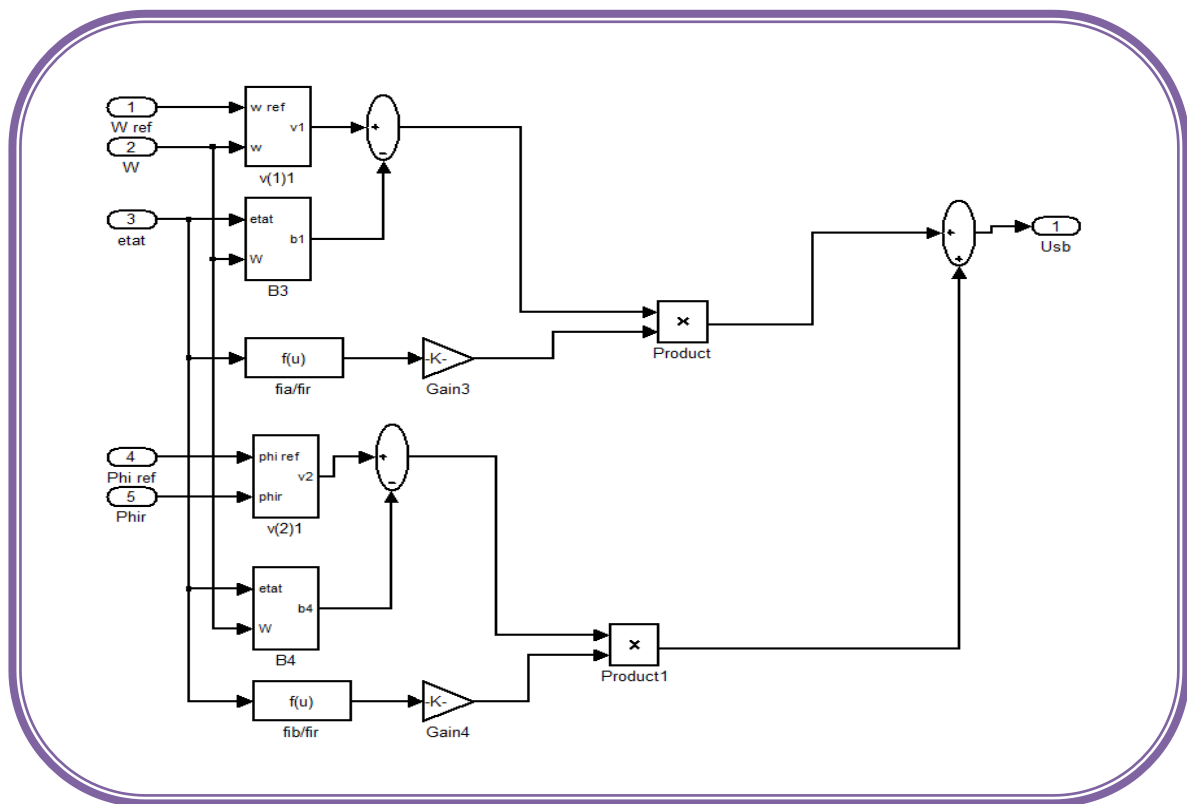 1
W ref
2
W
3
etat
w ref
v1
w
v(1)1
+
−
etat
b1
W
B3
f(u)
fia/fir
-K-
Gain3
×
Product
+
+
1
Usb
4
Phi ref
5
Phir
phi ref
v2
phir
v(2)1
+
−
etat
b4
W
B4
f(u)
fib/fir
-K-
Gain4
×
Product1